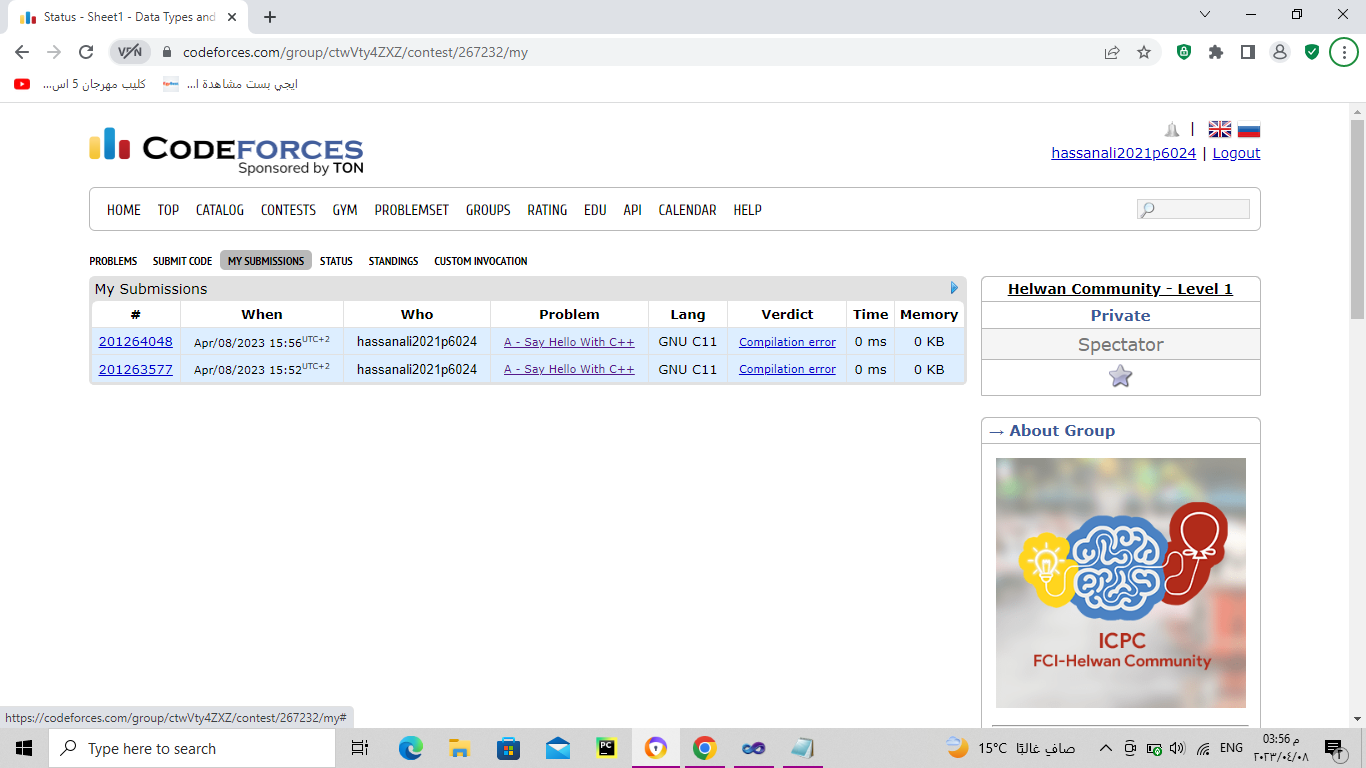 Status - Sheet1 - Data Types and
VPN
codeforces.com/group/ctwVty4ZXZ/contest/267232/my
كليب مهرجان 5 اس...
ايجي بست مشاهدة ا...
CODEFORCES
Sponsored by TON
hassanali2021p6024 | Logout
HOME TOP CATALOG CONTESTS GYM PROBLEMSET GROUPS RATING EDU API CALENDAR HELP
PROBLEMS SUBMIT CODE MY SUBMISSIONS STATUS STANDINGS CUSTOM INVOCATION
My Submissions
# When Who Problem Lang Verdict Time Memory
201264048 Apr/08/2023 15:56UTC+2 hassanali2021p6024 A - Say Hello With C++ GNU C11 Compilation error 0 ms 0 KB
201263577 Apr/08/2023 15:52UTC+2 hassanali2021p6024 A - Say Hello With C++ GNU C11 Compilation error 0 ms 0 KB
Helwan Community - Level 1
Private
Spectator
→ About Group
ICPC
FCI-Helwan Community
https://codeforces.com/group/ctwVty4ZXZ/contest/267232/my#
Type here to search
PC
15°C صافٍ غالبًا
ENG
03:56 م
٢٠٢٣/٠٤/٠٨